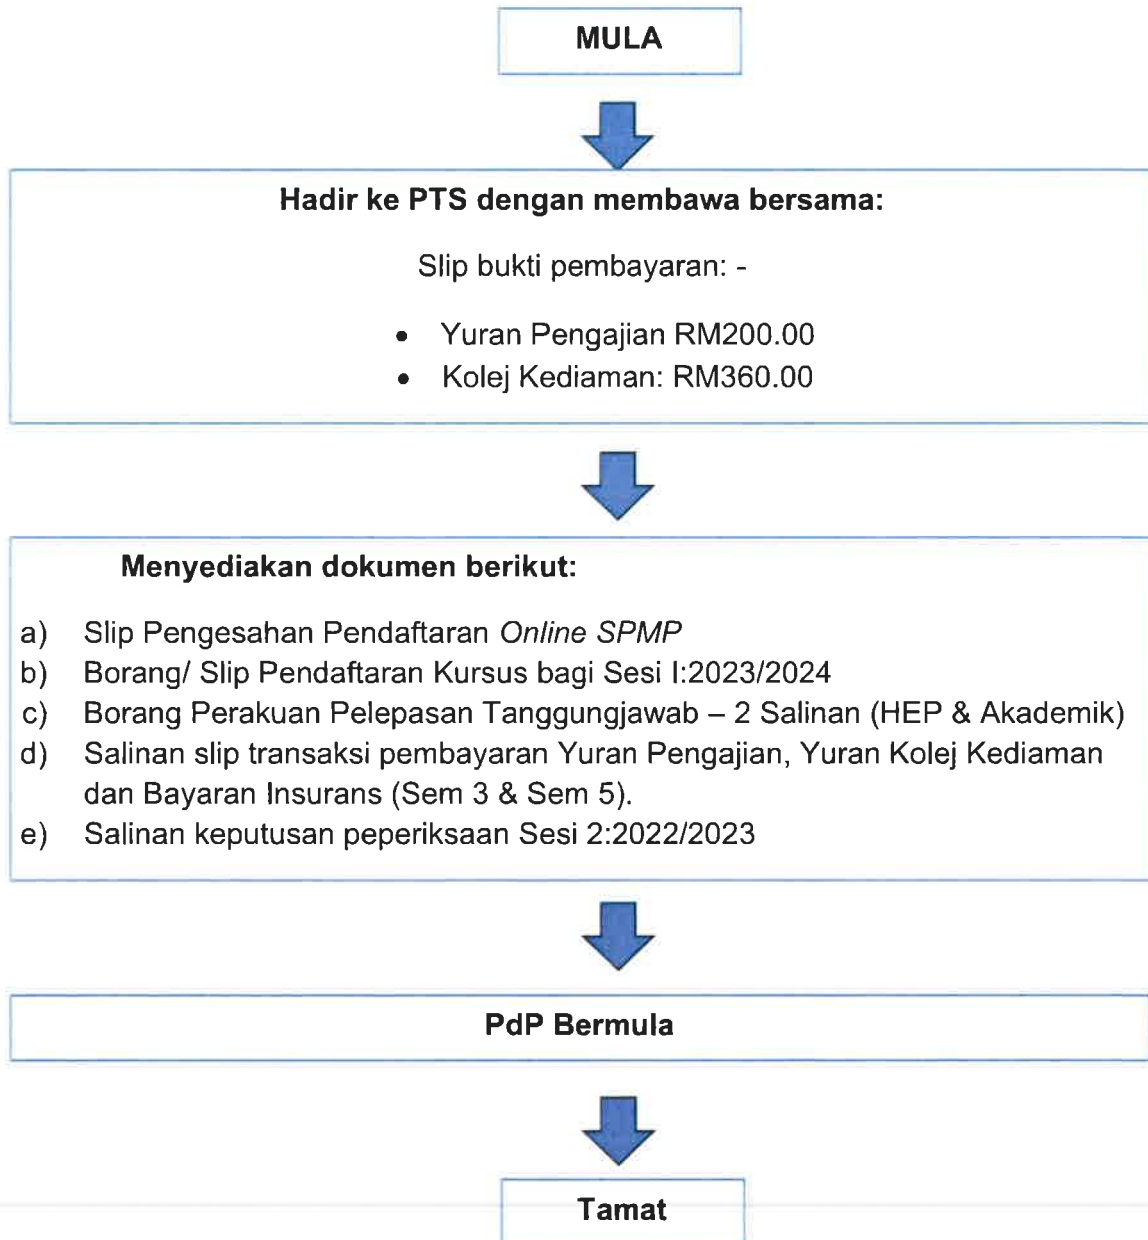 MULA
Hadir ke PTS dengan membawa bersama:
Slip bukti pembayaran: -
• Yuran Pengajian RM200.00
• Kolej Kediaman: RM360.00
Menyediakan dokumen berikut:
a) Slip Pengesahan Pendaftaran Online SPMP
b) Borang/ Slip Pendaftaran Kursus bagi Sesi I:2023/2024
c) Borang Perakuan Pelepasan Tanggungjawab – 2 Salinan (HEP & Akademik)
d) Salinan slip transaksi pembayaran Yuran Pengajian, Yuran Kolej Kediaman
dan Bayaran Insurans (Sem 3 & Sem 5).
e) Salinan keputusan peperiksaan Sesi 2:2022/2023
PdP Bermula
Tamat